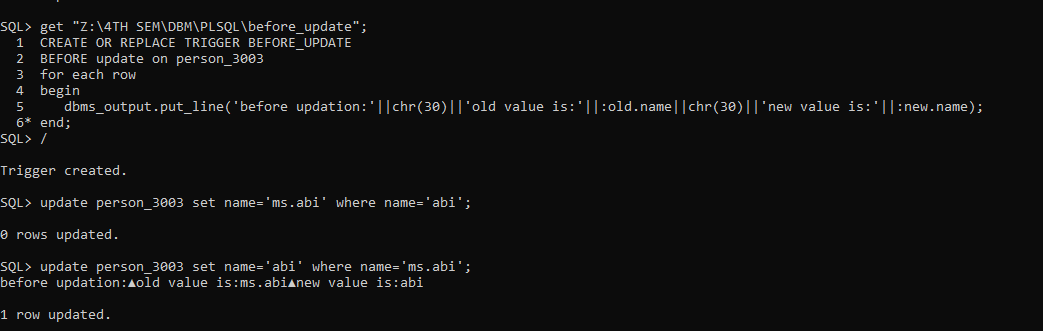 SQL> get "Z:\4TH SEM\DBM\PLSQL\before_update";
  1  CREATE OR REPLACE TRIGGER BEFORE_UPDATE
  2  BEFORE update on person_3003
  3  for each row
  4  begin
  5     dbms_output.put_line('before updation:'||chr(30)||'old value is:'||:old.name||chr(30)||'new value is:'||:new.name);
  6* end;
SQL> /
Trigger created.
SQL> update person_3003 set name='ms.abi' where name='abi';
0 rows updated.
SQL> update person_3003 set name='abi' where name='ms.abi';
before updation:▲old value is:ms.abi▲new value is:abi
1 row updated.